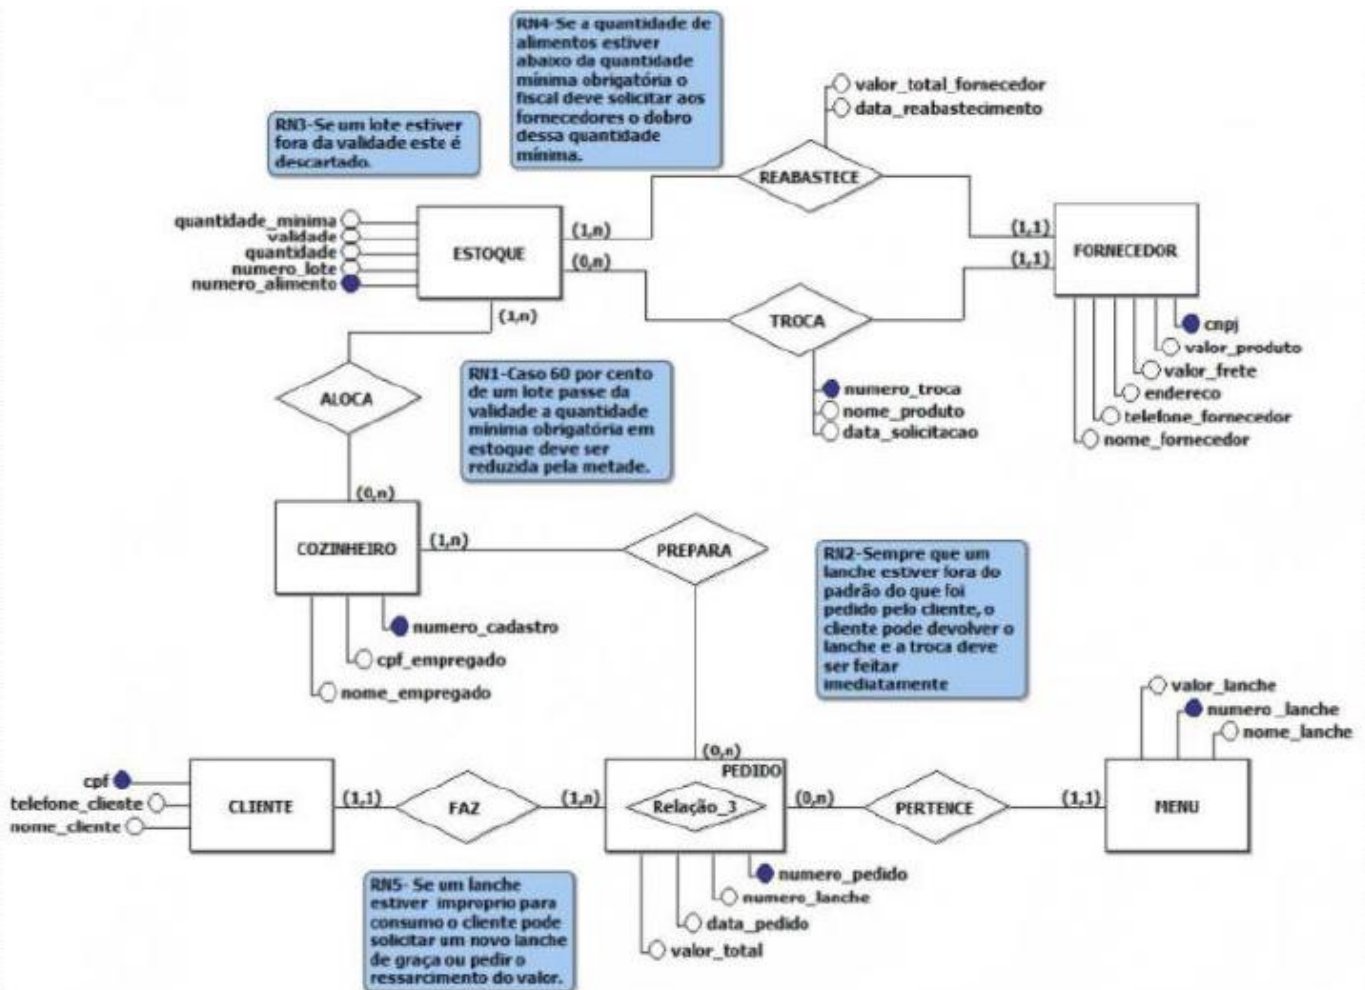 RN4-Se a quantidade de
alimentos estiver
abaixo da quantidade
mínima obrigatória o
fiscal deve solicitar aos
fornecedores o dobro
dessa quantidade
mínima.
valor_total_fornecedor
data_reabastecimento
RN3-Se um lote estiver
fora da validade este é
descartado.
REABASTECE
quantidade_minima
validade
quantidade
numero_lote
numero_alimento
ESTOQUE
(1,n)
(0,n)
(1,1)
(1,1)
FORNECEDOR
(1,n)
TROCA
cnpj
valor_produto
valor_frete
endereco
telefone_fornecedor
nome_fornecedor
ALOCA
RN1-Caso 60 por cento
de um lote passe da
validade a quantidade
mínima obrigatória em
estoque deve ser
reduzida pela metade.
numero_troca
nome_produto
data_solicitacao
(0,n)
COZINHEIRO
(1,n)
PREPARA
RN2-Sempre que um
lanche estiver fora do
padrão do que foi
pedido pelo cliente, o
cliente pode devolver o
lanche e a troca deve
ser feitar
imediatamente
numero_cadastro
cpf_empregado
nome_empregado
valor_lanche
numero _lanche
nome_lanche
(0,n)
cpf
telefone_cliente
nome_cliente
CLIENTE
(1,1)
FAZ
(1,n)
PEDIDO
Relação_3
(0,n)
PERTENCE
(1,1)
MENU
RN5- Se um lanche
estiver improprio para
consumo o cliente pode
solicitar um novo lanche
de graça ou pedir o
ressarcimento do valor.
numero_pedido
numero_lanche
data_pedido
valor_total